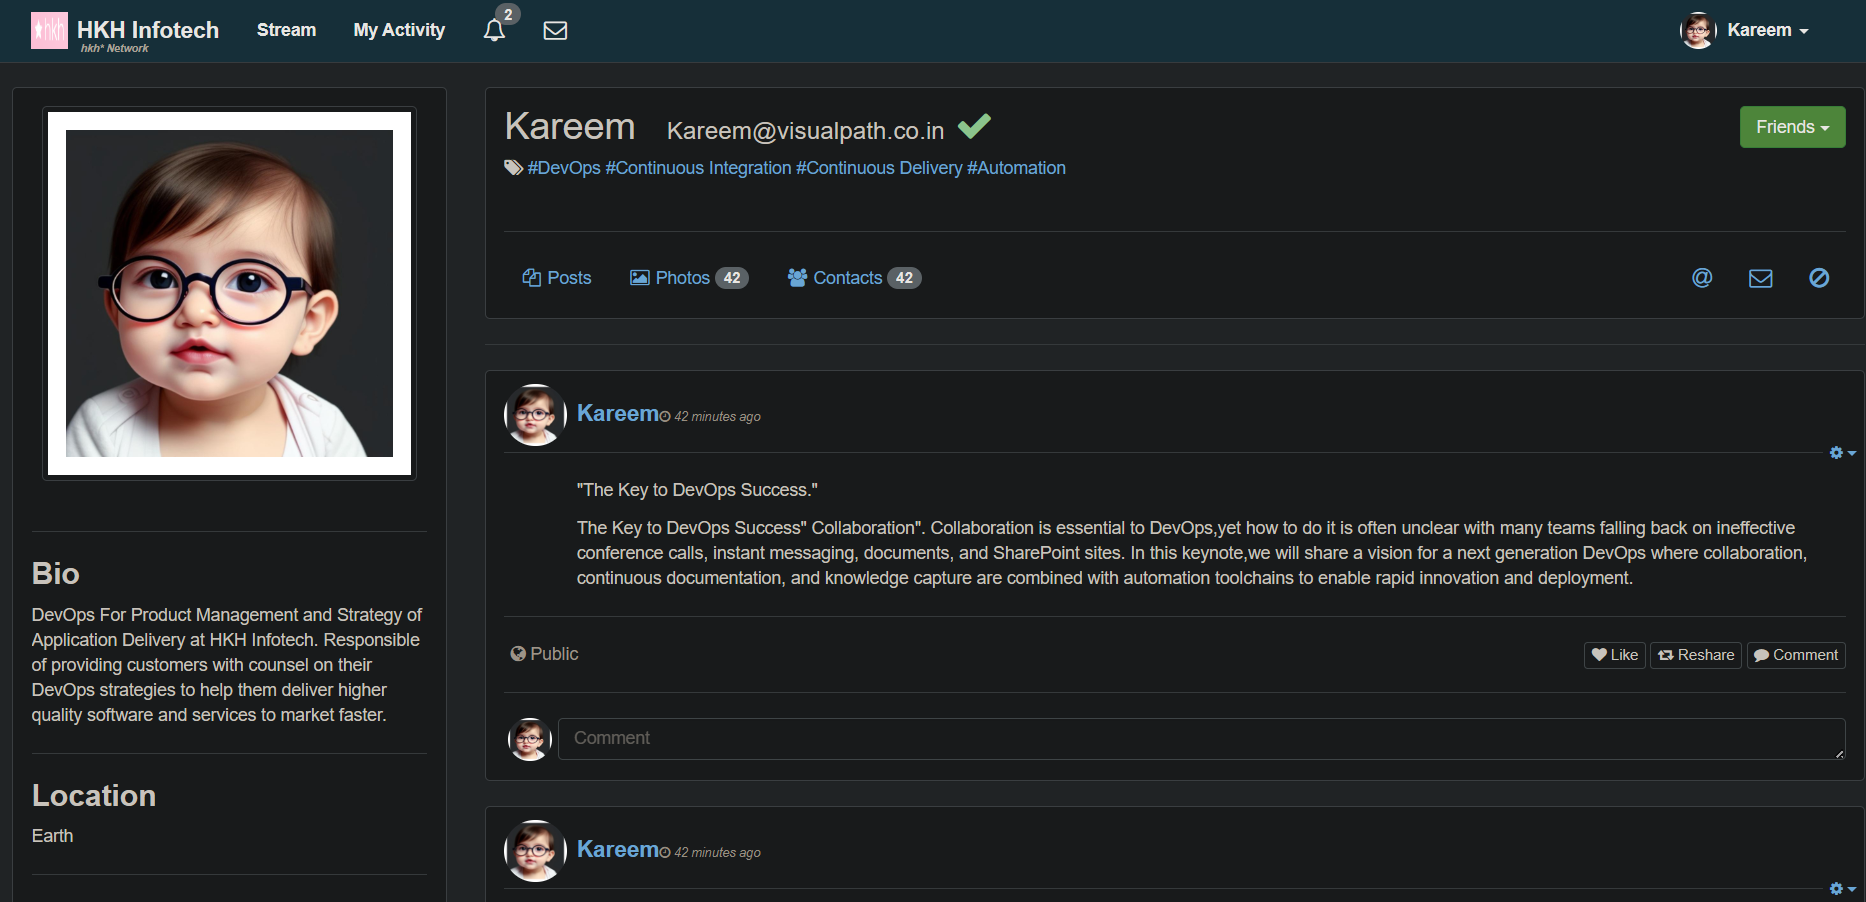 hkh
HKH Infotech
hkh* Network
Stream
My Activity
2
Kareem
Kareem
Kareem@visualpath.co.in
Friends
#DevOps #Continuous Integration #Continuous Delivery #Automation
Posts
Photos 42
Contacts 42
@
Bio
DevOps For Product Management and Strategy of
Application Delivery at HKH Infotech. Responsible
of providing customers with counsel on their
DevOps strategies to help them deliver higher
quality software and services to market faster.
Location
Earth
Kareem 42 minutes ago
"The Key to DevOps Success."
The Key to DevOps Success" Collaboration". Collaboration is essential to DevOps,yet how to do it is often unclear with many teams falling back on ineffective
conference calls, instant messaging, documents, and SharePoint sites. In this keynote,we will share a vision for a next generation DevOps where collaboration,
continuous documentation, and knowledge capture are combined with automation toolchains to enable rapid innovation and deployment.
Public
Like
Reshare
Comment
Comment
Kareem 42 minutes ago